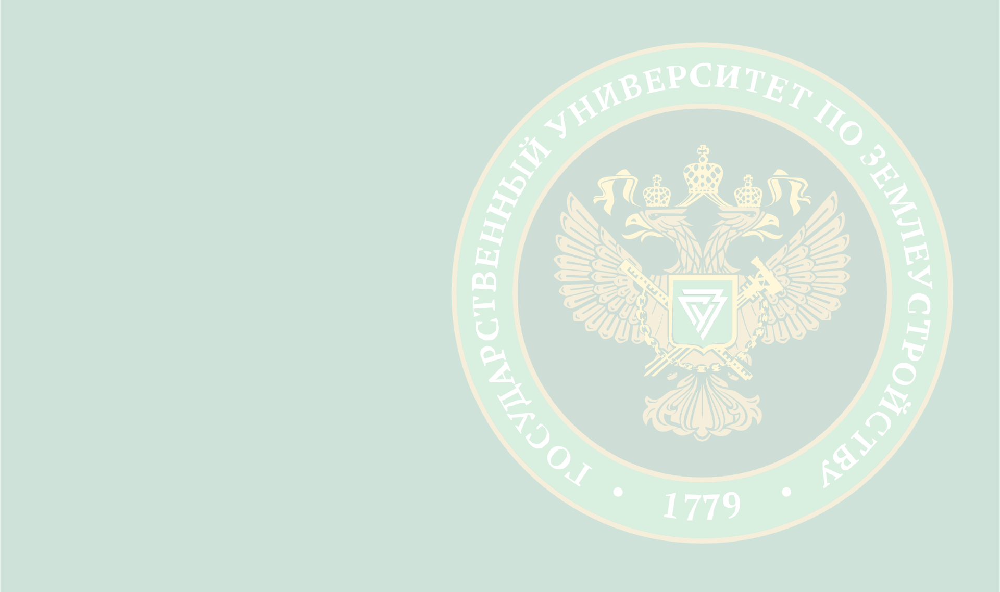 ГОСУДАРСТВЕННЫЙ УНИВЕРСИТЕТ ПО ЗЕМЛЕУСТРОЙСТВУ
• 1779 •